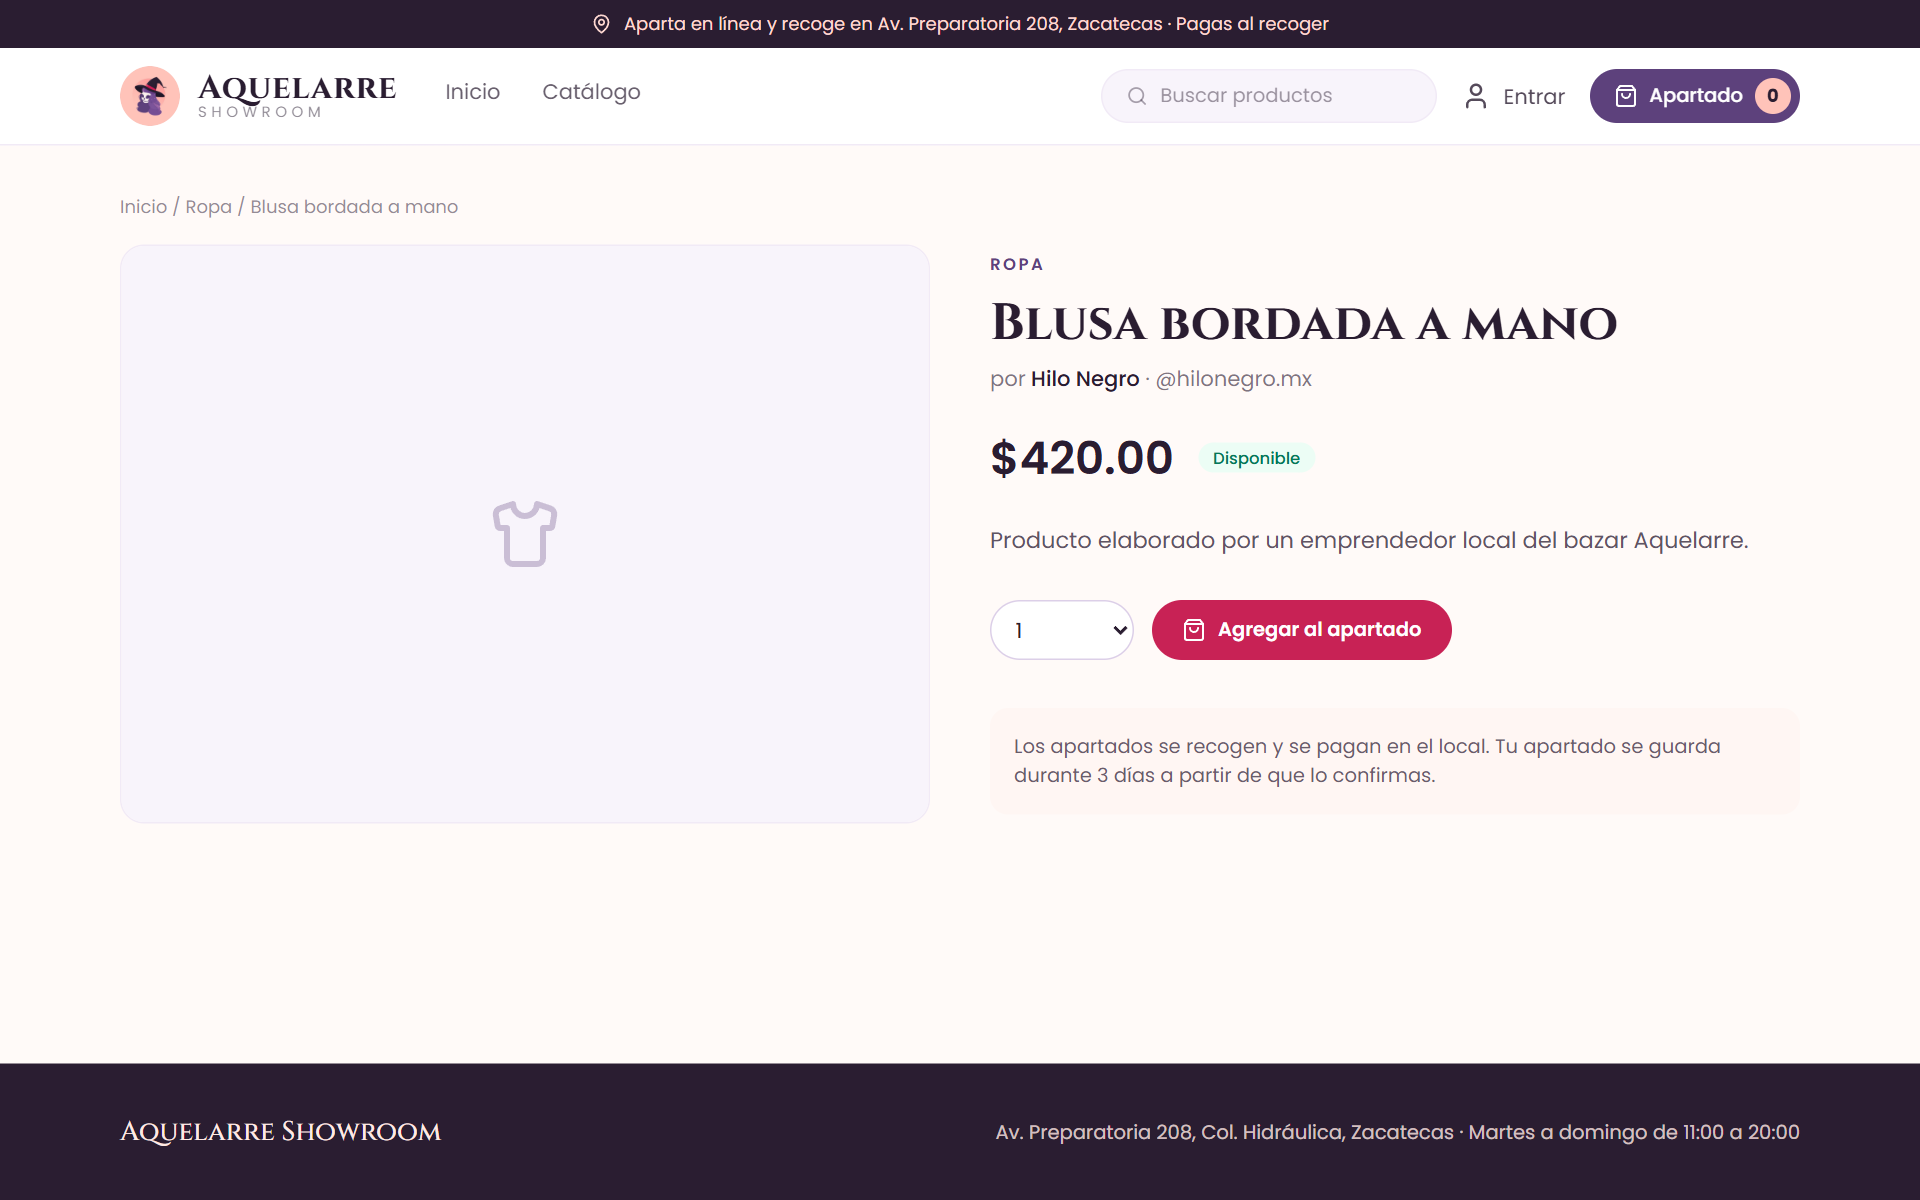 Aparta en línea y recoge en Av. Preparatoria 208, Zacatecas · Pagas al recoger
Aquelarre
SHOWROOM
Inicio
Catálogo
Buscar productos
Entrar
Apartado
0
Inicio / Ropa / Blusa bordada a mano
ROPA
Blusa bordada a mano
por Hilo Negro · @hilonegro.mx
$420.00
Disponible
Producto elaborado por un emprendedor local del bazar Aquelarre.
1
Agregar al apartado
Los apartados se recogen y se pagan en el local. Tu apartado se guarda
durante 3 días a partir de que lo confirmas.
Aquelarre Showroom
Av. Preparatoria 208, Col. Hidráulica, Zacatecas · Martes a domingo de 11:00 a 20:00